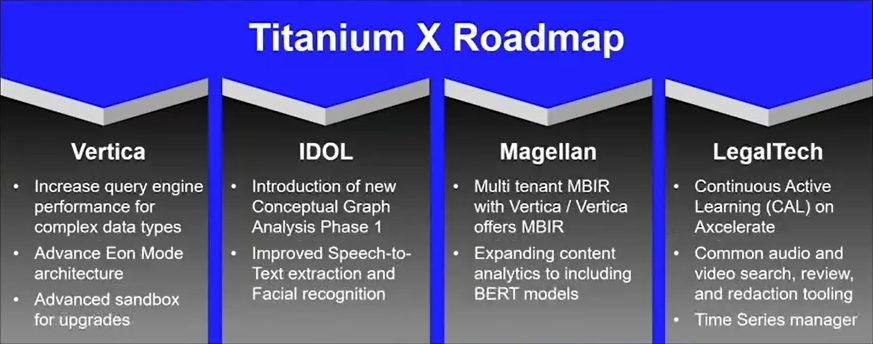 Titanium X Roadmap
Vertica
• Increase query engine
performance for
complex data types
• Advance Eon Mode
architecture
• Advanced sandbox
for upgrades
IDOL
• Introduction of new
Conceptual Graph
Analysis Phase 1
• Improved Speech-to-
Text extraction and
Facial recognition
Magellan
• Multi tenant MBIR
with Vertica / Vertica
offers MBIR
• Expanding content
analytics to including
BERT models
LegalTech
• Continuous Active
Learning (CAL) on
Axcelerate
• Common audio and
video search, review,
and redaction tooling
• Time Series manager